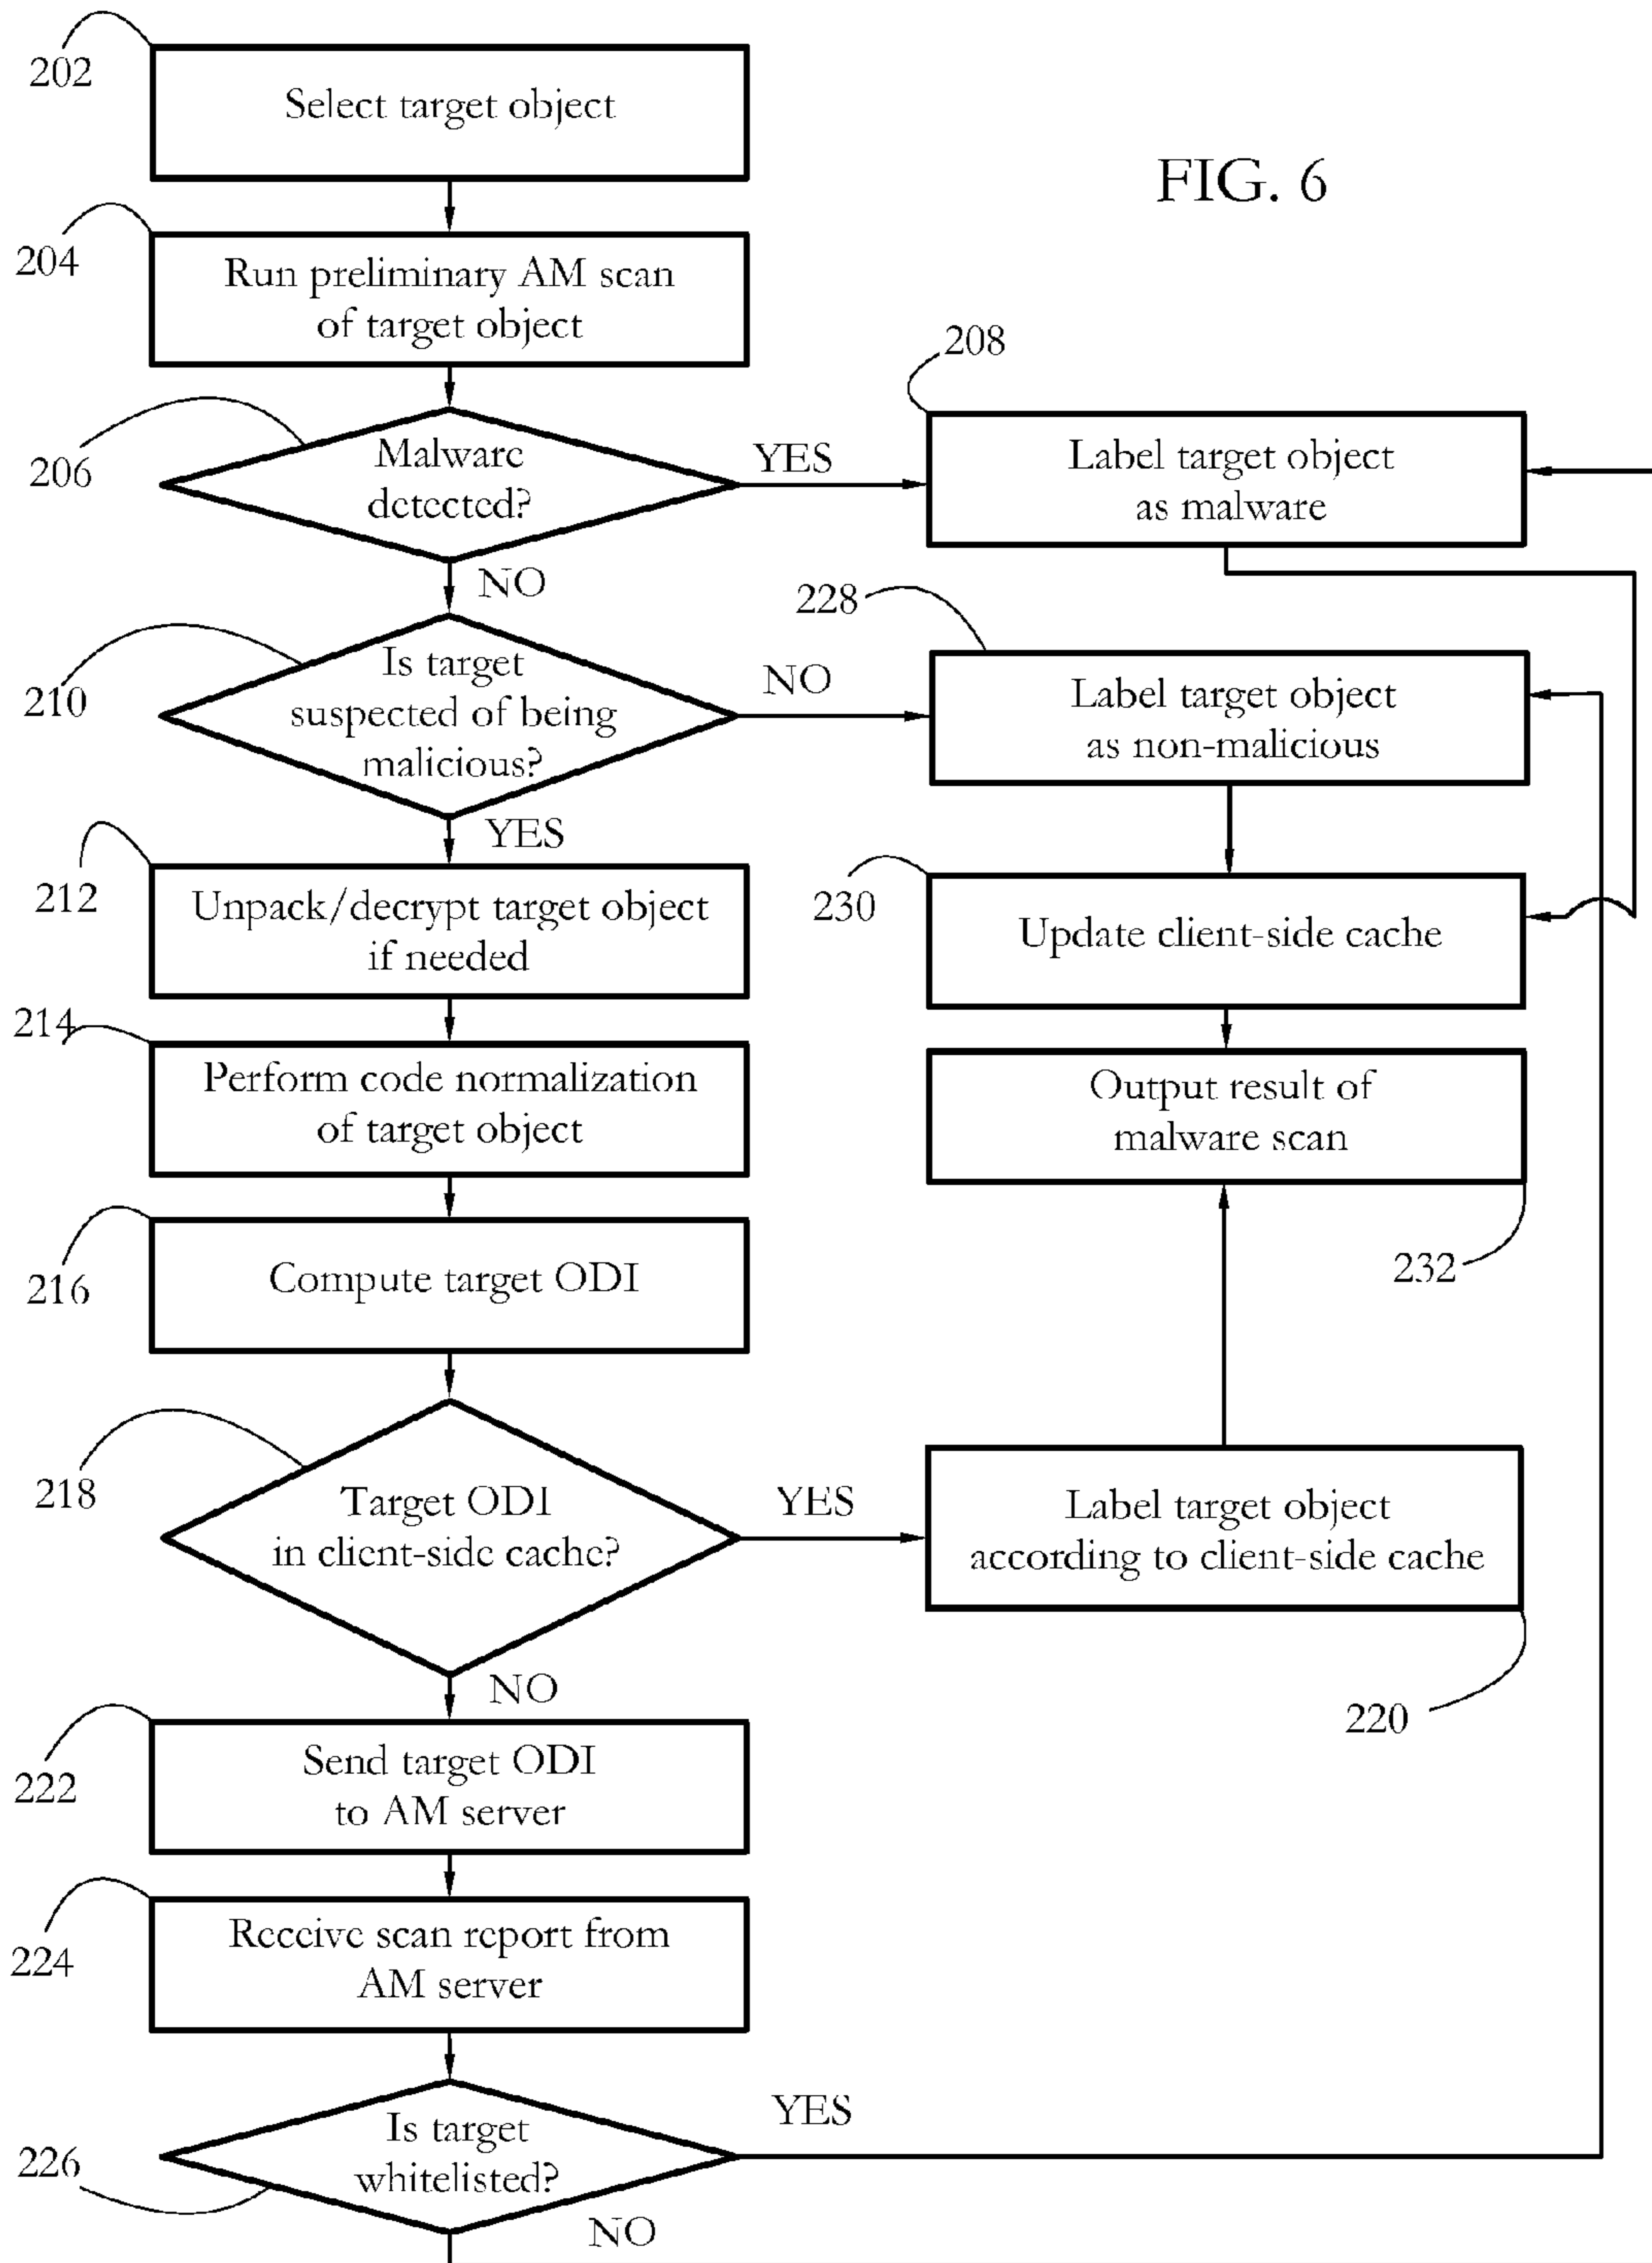 202
Select target object
FIG. 6
204
Run preliminary AM scan
of target object
206
Malware
detected?
YES
208
Label target object
as malware
NO
210
Is target
suspected of being
malicious?
NO
228
Label target object
as non-malicious
YES
212
Unpack/decrypt target object
if needed
230
Update client-side cache
214
Perform code normalization
of target object
Output result of
malware scan
232
216
Compute target ODI
218
Target ODI
in client-side cache?
YES
Label target object
according to client-side cache
220
NO
222
Send target ODI
to AM server
224
Receive scan report from
AM server
226
Is target
whitelisted?
YES
NO